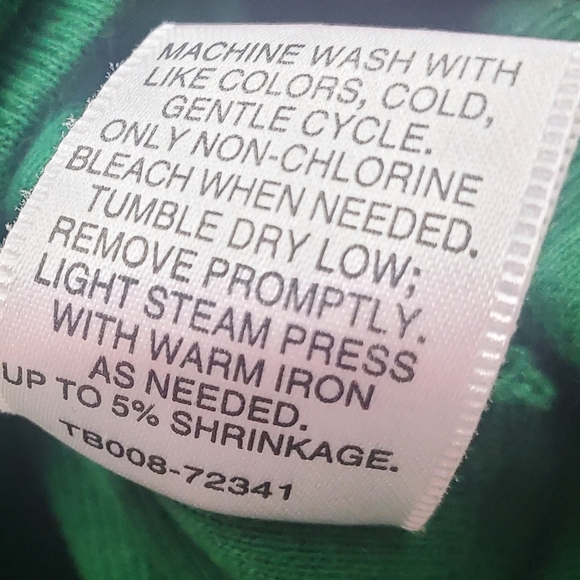 MACHINE WASH WITH
LIKE COLORS, COLD,
GENTLE CYCLE.
ONLY NON-CHLORINE
BLEACH WHEN NEEDED.
TUMBLE DRY LOW;
REMOVE PROMPTLY.
LIGHT STEAM PRESS
WITH WARM IRON
AS NEEDED.
UP TO 5% SHRINKAGE.
TB008-72341